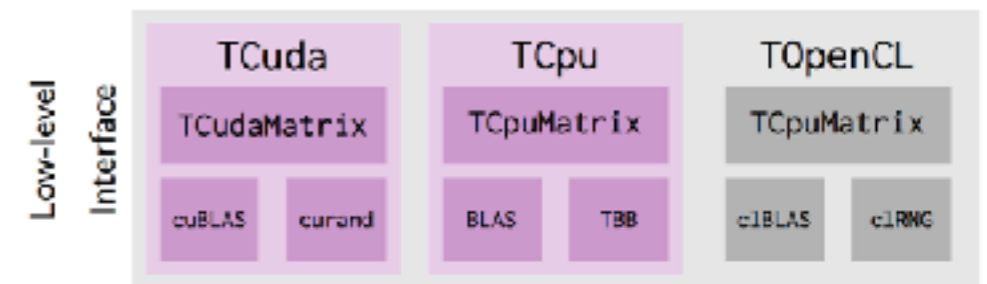 Low-level
Interface
TCuda
TCudaMatrix
cuBLAS
curand
TCpu
TCpuMatrix
BLAS
TBB
TOpenCL
TCpuMatrix
clBLAS
clRNG